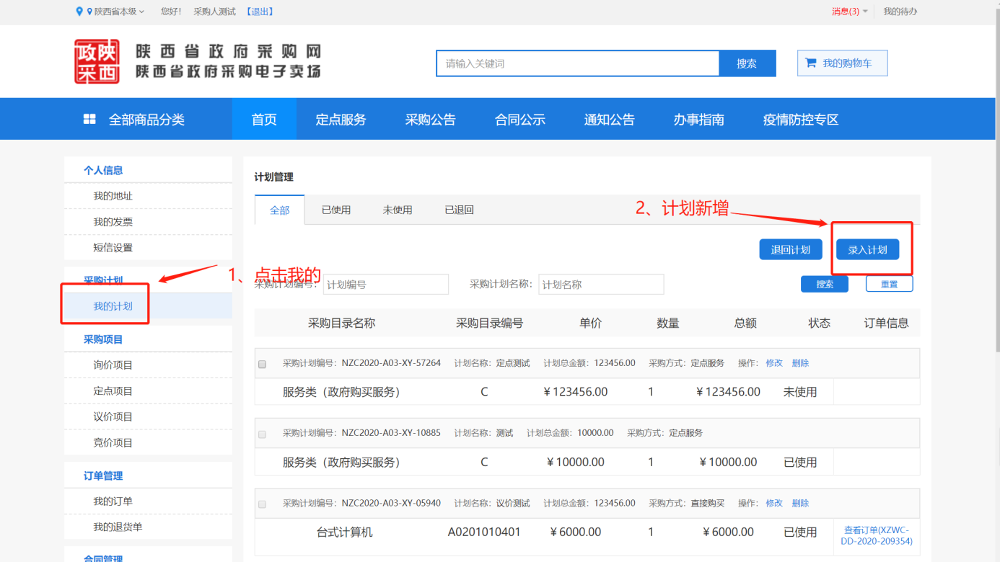 陕西省本级 您好! 采购人测试 【退出】 消息(3) 我的待办
政陕
采西
陕西省政府采购网
陕西省政府采购电子卖场
请输入关键词 搜索 我的购物车
全部商品分类 首页 定点服务 采购公告 合同公示 通知公告 办事指南 疫情防控专区
个人信息
我的地址
我的发票
短信设置
采购计划
我的计划
采购项目
询价项目
定点项目
议价项目
竞价项目
订单管理
我的订单
我的退货单
合同管理
计划管理
全部 已使用 未使用 已退回
2、计划新增
退回计划 录入计划
1、点击我的
采购计划编号: 计划编号 采购计划名称: 计划名称 搜索 重置
采购目录名称 采购目录编号 单价 数量 总额 状态 订单信息
采购计划编号: NZC2020-A03-XY-57264 计划名称: 定点测试 计划总金额: 123456.00 采购方式: 定点服务 操作: 修改 删除
服务类（政府购买服务） C ¥123456.00 1 ¥123456.00 未使用
采购计划编号: NZC2020-A03-XY-10885 计划名称: 测试 计划总金额: 10000.00 采购方式: 定点服务
服务类（政府购买服务） C ¥10000.00 1 ¥10000.00 已使用
采购计划编号: NZC2020-A03-XY-05940 计划名称: 议价测试 计划总金额: 123456.00 采购方式: 直接购买 操作: 修改 删除
台式计算机 A0201010401 ¥6000.00 1 ¥6000.00 已使用 查看订单(XZWC-
DD-2020-209354)